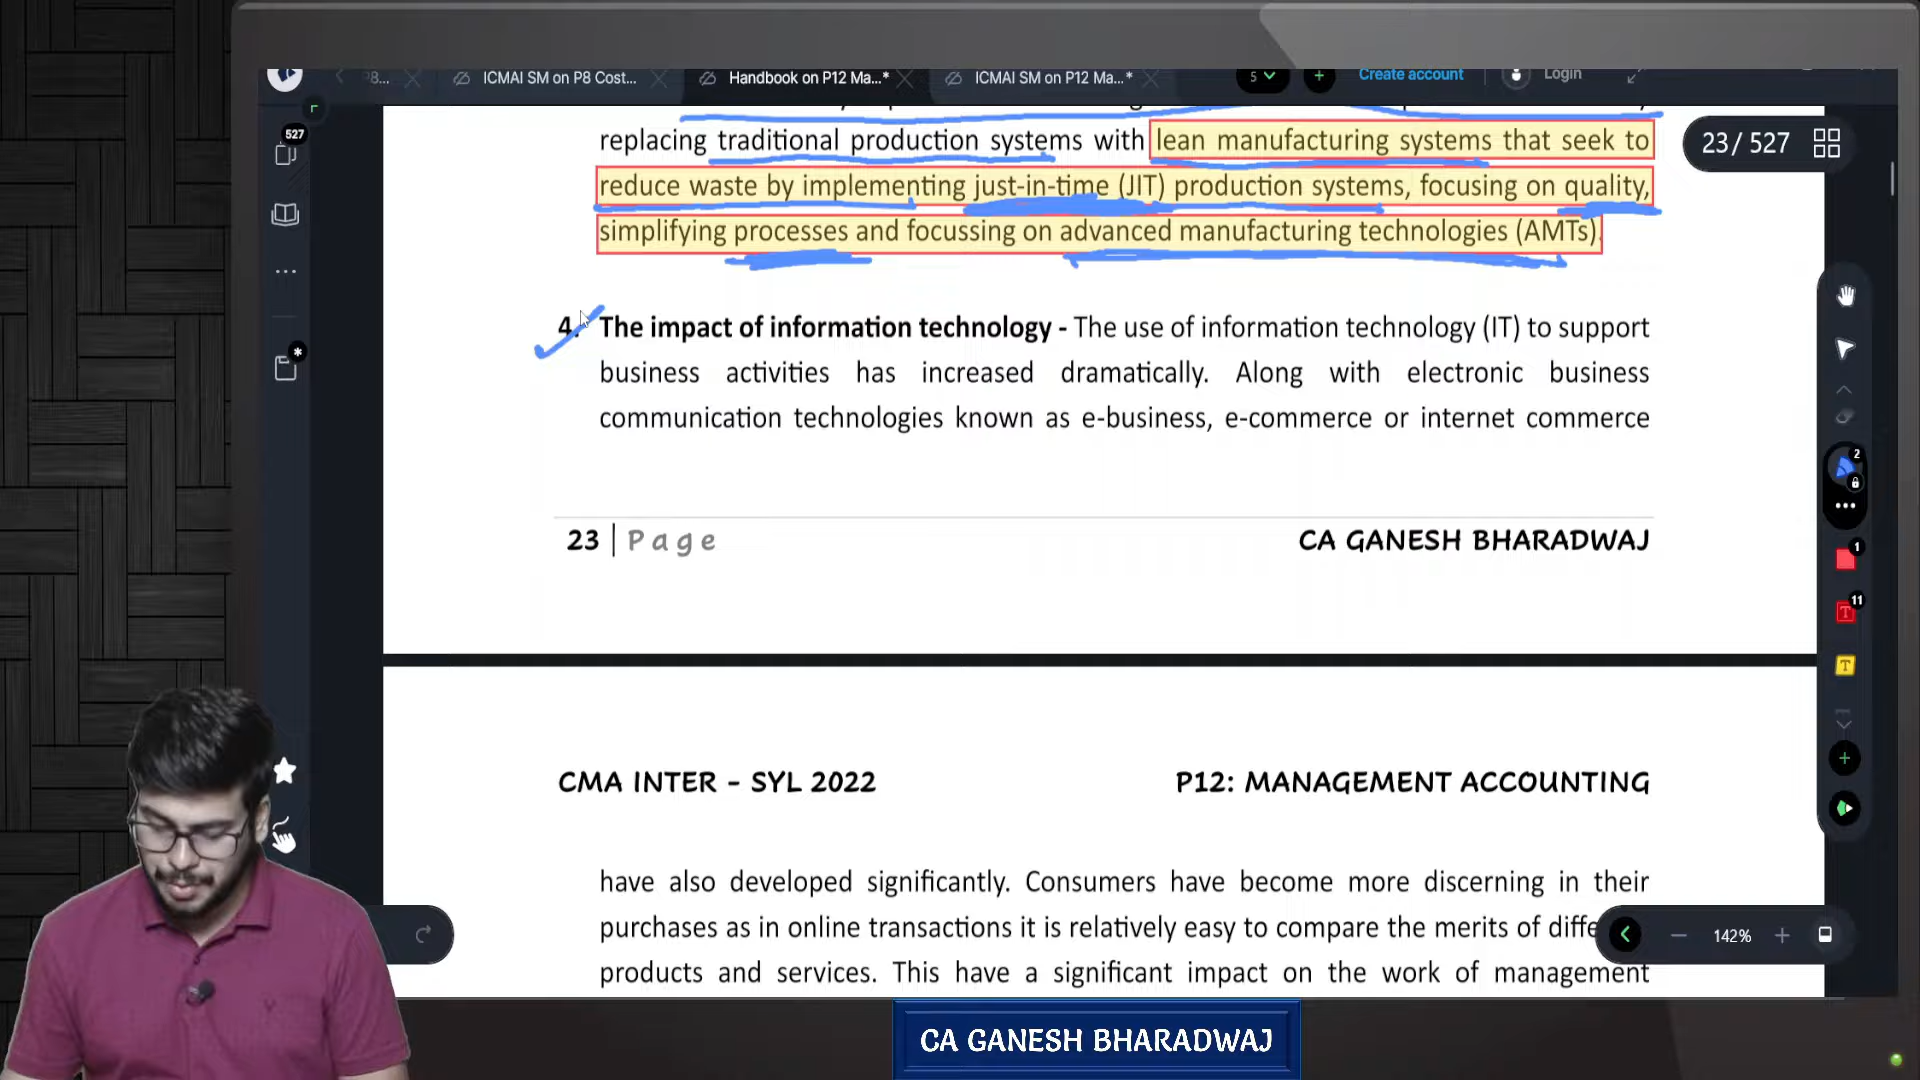 P8...
ICMAI SM on P8 Cost...
Handbook on P12 Ma...*
ICMAI SM on P12 Ma...*
5
Create account
Login
527
23 / 527
replacing traditional production systems with lean manufacturing systems that seek to
reduce waste by implementing just-in-time (JIT) production systems, focusing on quality,
simplifying processes and focussing on advanced manufacturing technologies (AMTs).
4. The impact of information technology - The use of information technology (IT) to support
business activities has increased dramatically. Along with electronic business
communication technologies known as e-business, e-commerce or internet commerce
2
1
11
T
T
23 | Page
CA GANESH BHARADWAJ
CMA INTER – SYL 2022
P12: MANAGEMENT ACCOUNTING
have also developed significantly. Consumers have become more discerning in their
purchases as in online transactions it is relatively easy to compare the merits of
products and services. This have a significant impact on the work of management
142%
CA GANESH BHARADWAJ